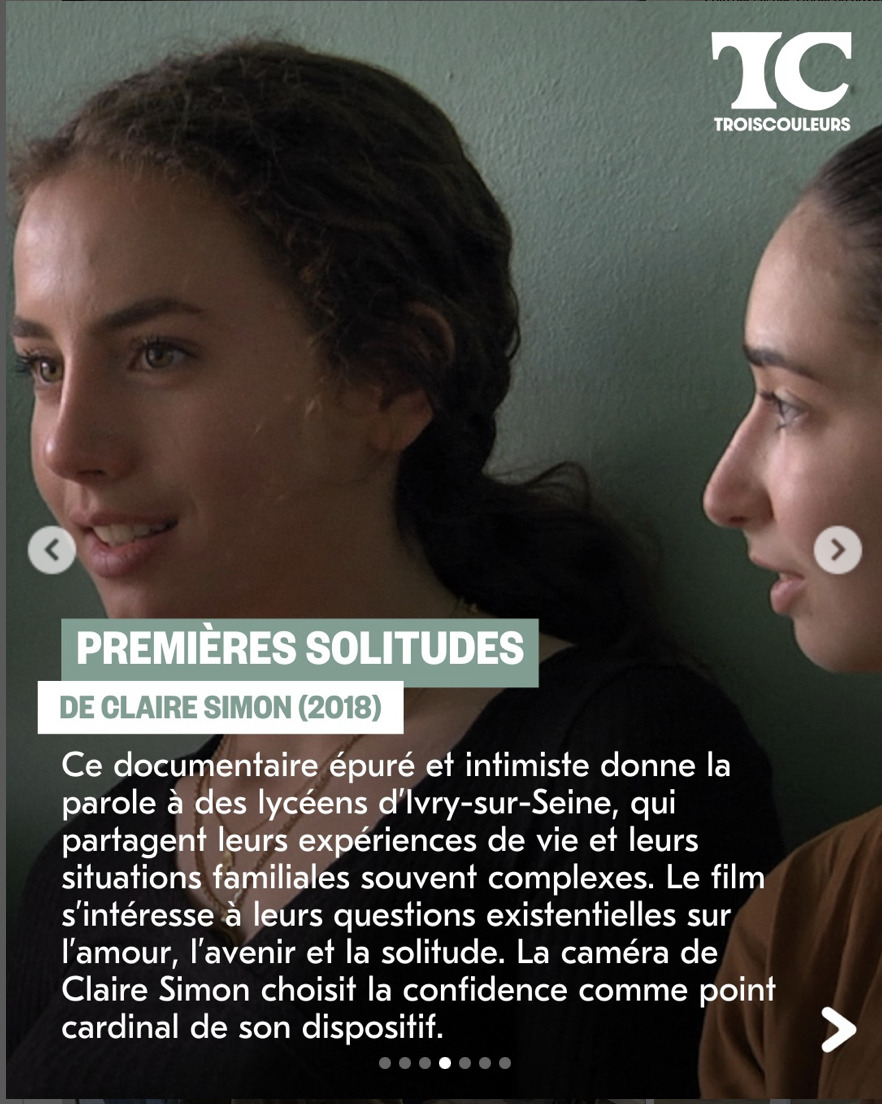 TC
TROISCOULEURS
PREMIÈRES SOLITUDES
DE CLAIRE SIMON (2018)
Ce documentaire épuré et intimiste donne la
parole à des lycéens d'Ivry-sur-Seine, qui
partagent leurs expériences de vie et leurs
situations familiales souvent complexes. Le film
s'intéresse à leurs questions existentielles sur
l'amour, l'avenir et la solitude. La caméra de
Claire Simon choisit la confidence comme point
cardinal de son dispositif.